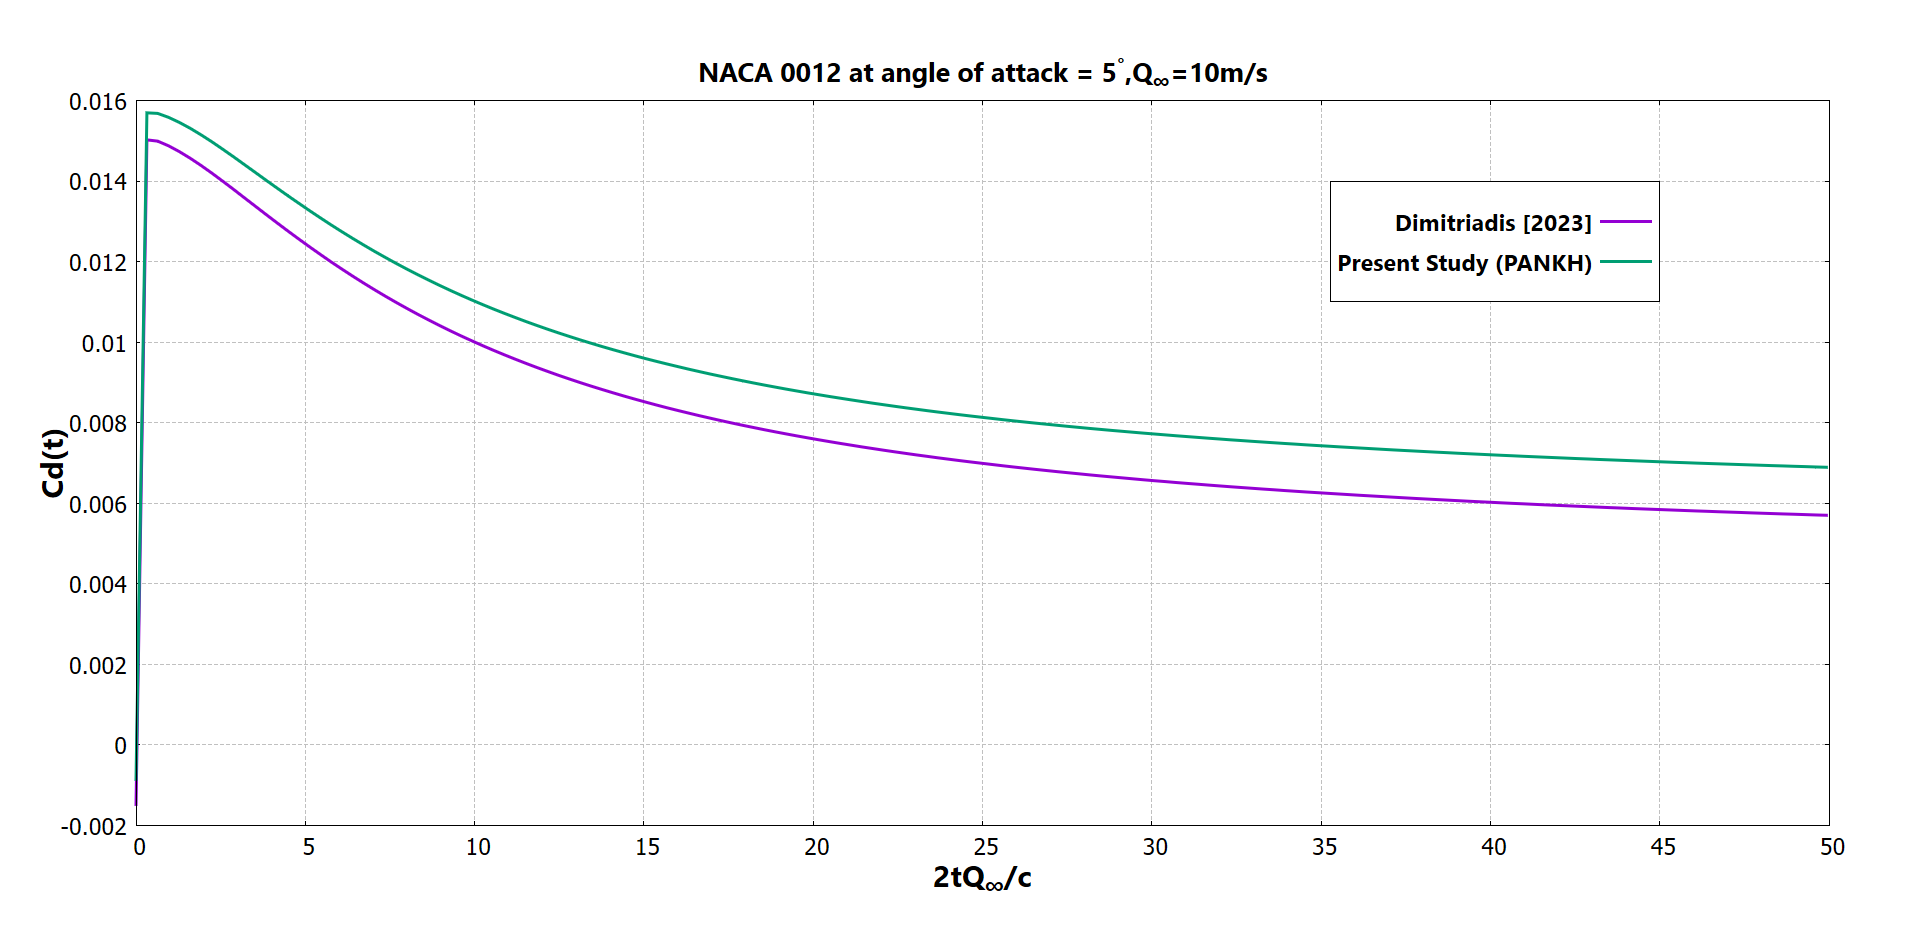 NACA 0012 at angle of attack = 5°,Q∞=10m/s
0.016
0.014
0.012
0.01
0.008
0.006
0.004
0.002
0
-0.002
Cd(t)
Dimitriadis [2023]
Present Study (PANKH)
0 5 10 15 20 25 30 35 40 45 50
2tQ∞/c